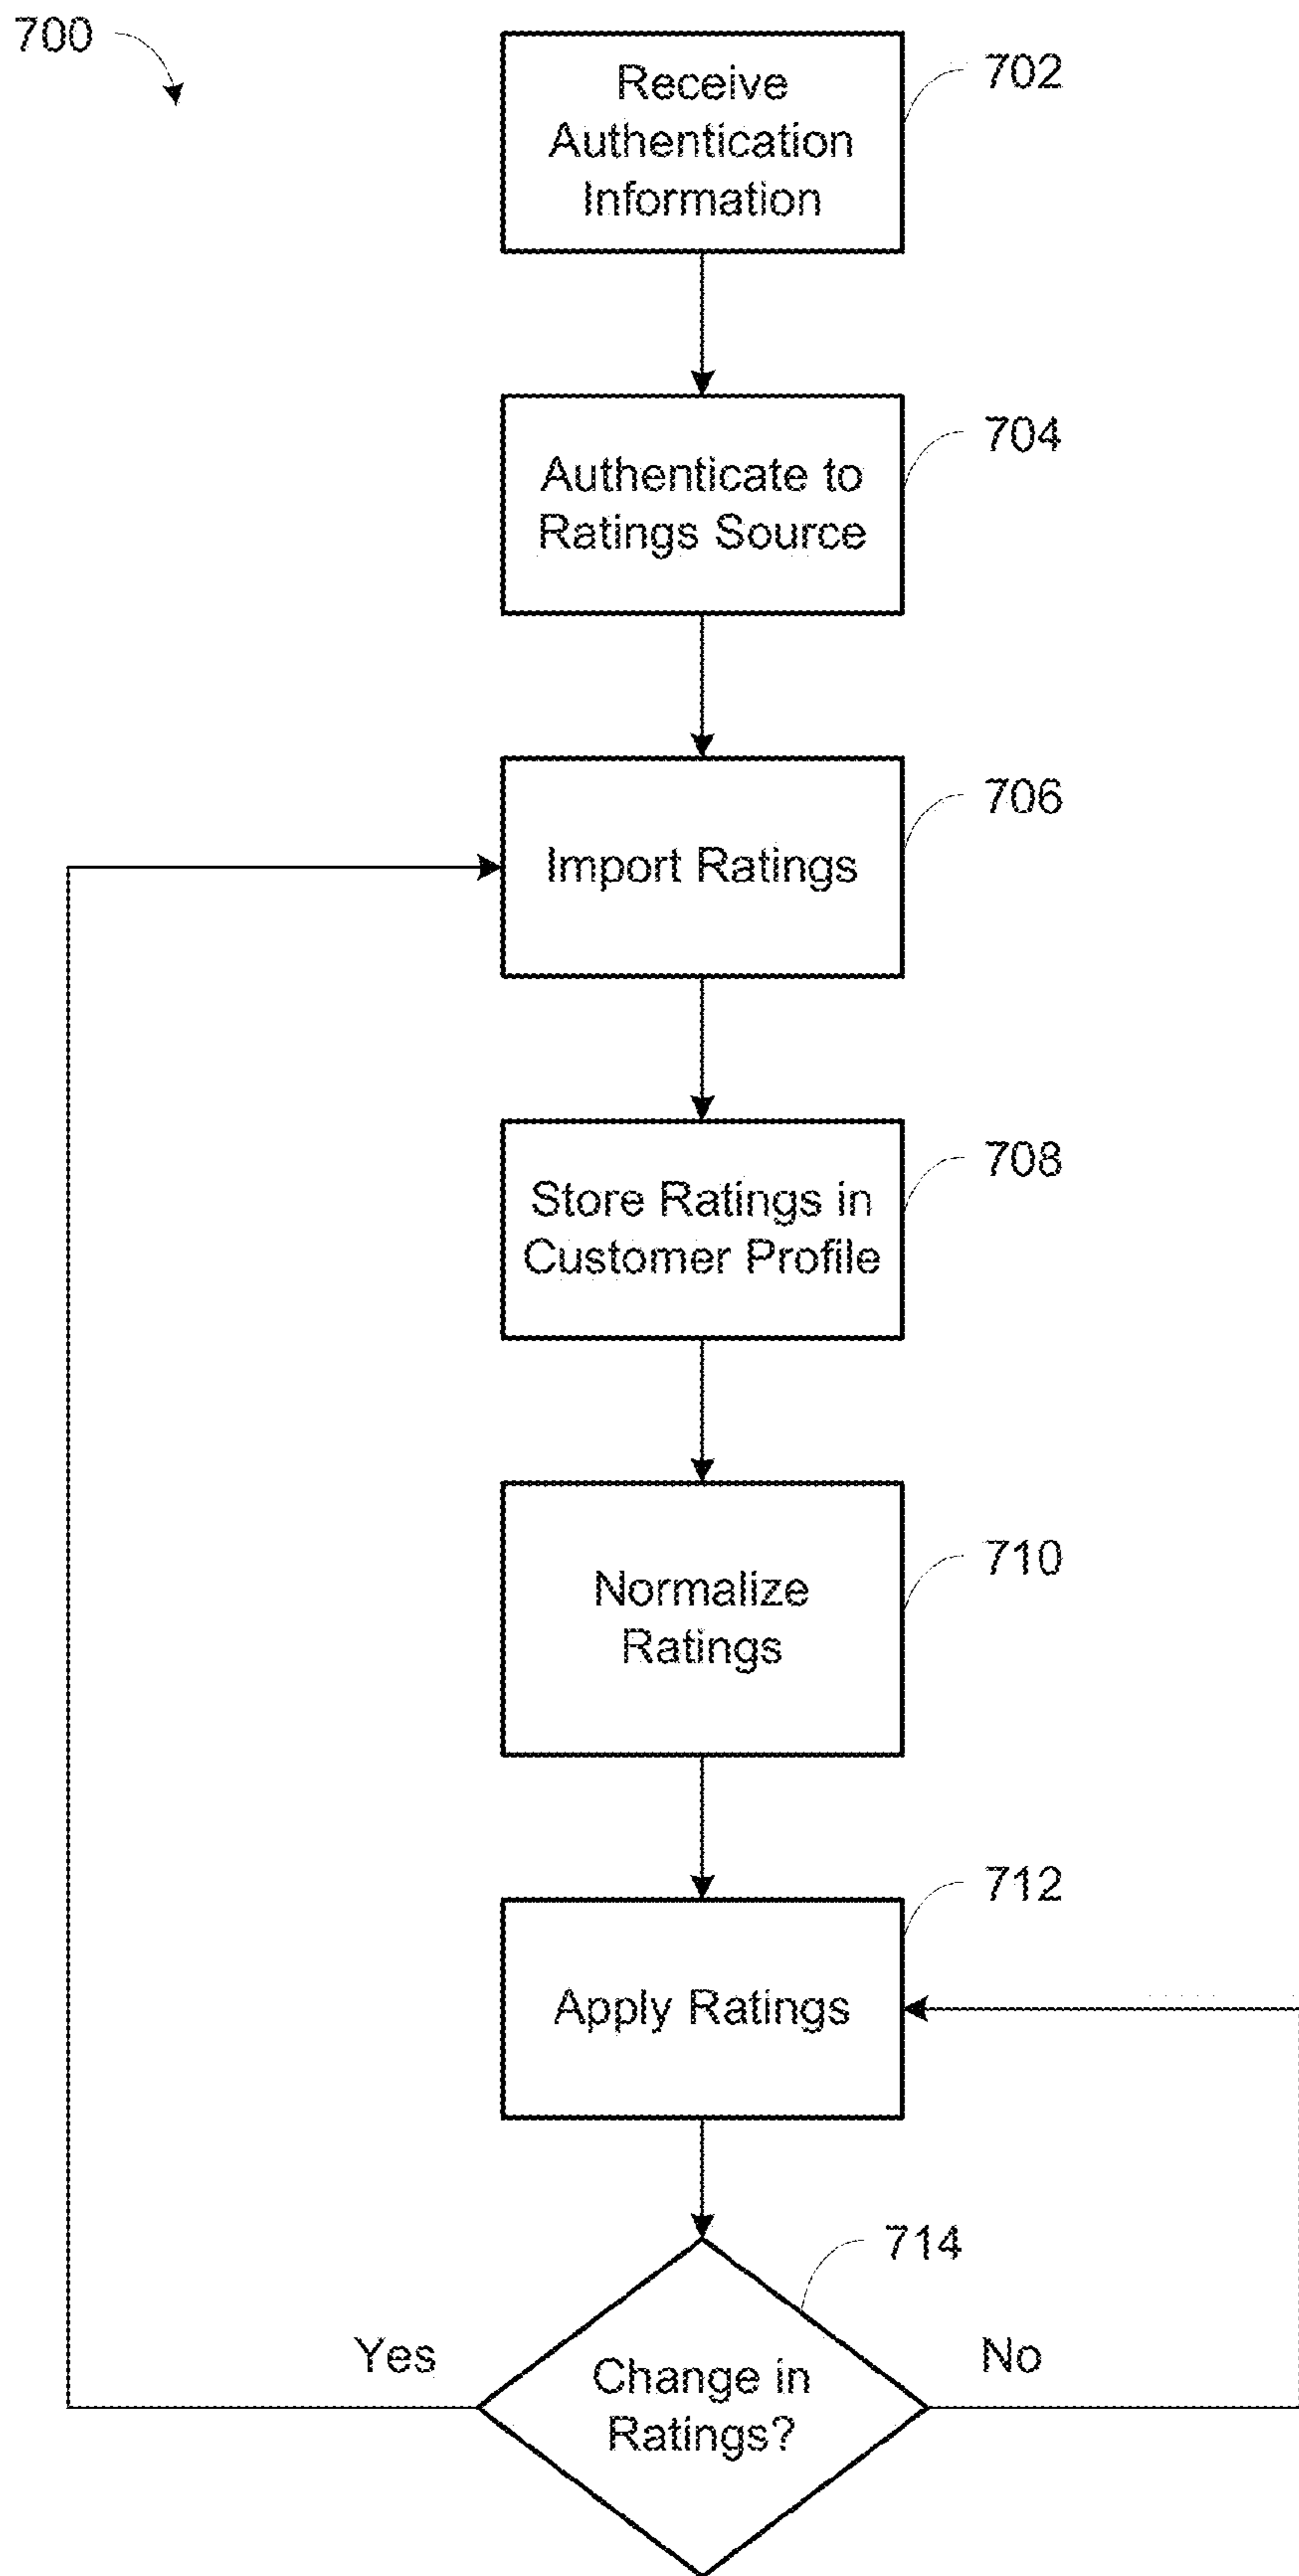 700
Receive
Authentication
Information
702
Authenticate to
Ratings Source
704
Import Ratings
706
Store Ratings in
Customer Profile
708
Normalize
Ratings
710
Apply Ratings
712
Change in
Ratings?
714
Yes
No